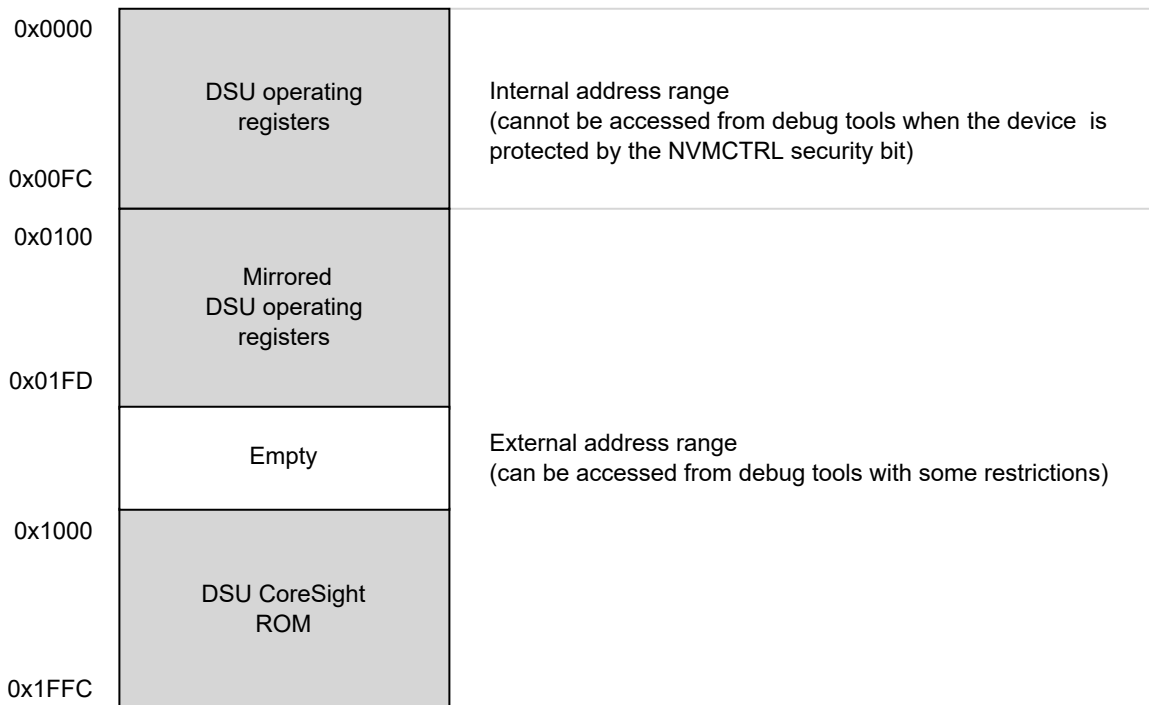 0x0000
DSU operating
registers
Internal address range
(cannot be accessed from debug tools when the device is
protected by the NVMCTRL security bit)
0x00FC
0x0100
Mirrored
DSU operating
registers
0x01FD
Empty
External address range
(can be accessed from debug tools with some restrictions)
0x1000
DSU CoreSight
ROM
0x1FFC